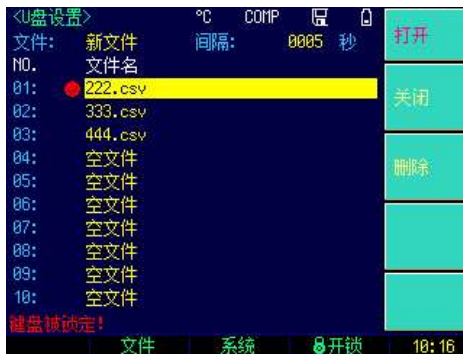 <U盘设置> °C COMP
文件: 新文件 间隔: 0005 秒
NO. 文件名
01: 222.csv
02: 333.csv
03: 444.csv
04: 空文件
05: 空文件
06: 空文件
07: 空文件
08: 空文件
09: 空文件
10: 空文件
键盘被锁定!
打开
关闭
删除
文件 系统 开锁 10:16